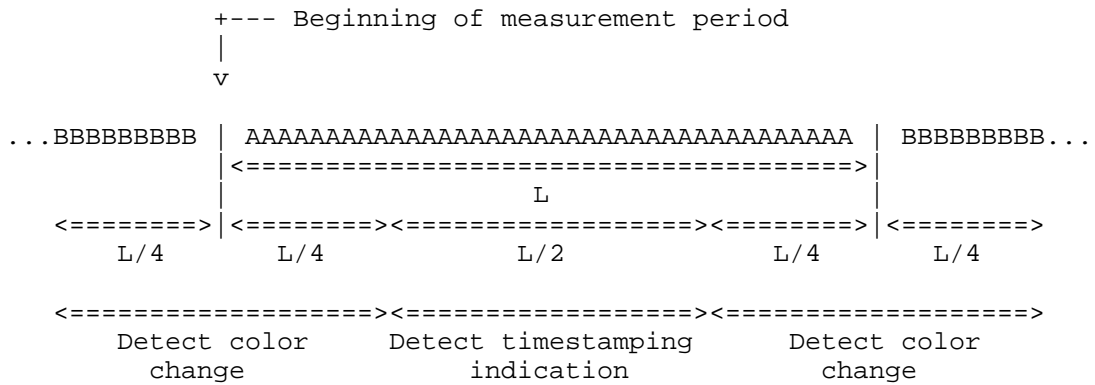 +--- Beginning of measurement period
|
v
...BBBBBBBBB | AAAAAAAAAAAAAAAAAAAAAAAAAAAAAAAAAAAAAA | BBBBBBBBB...
|<======================================>|
| L |
<========>|<========><==================><========>|<========>
L/4 L/4 L/2 L/4 L/4
<===================><==================><===================>
Detect color Detect timestamping Detect color
change indication change